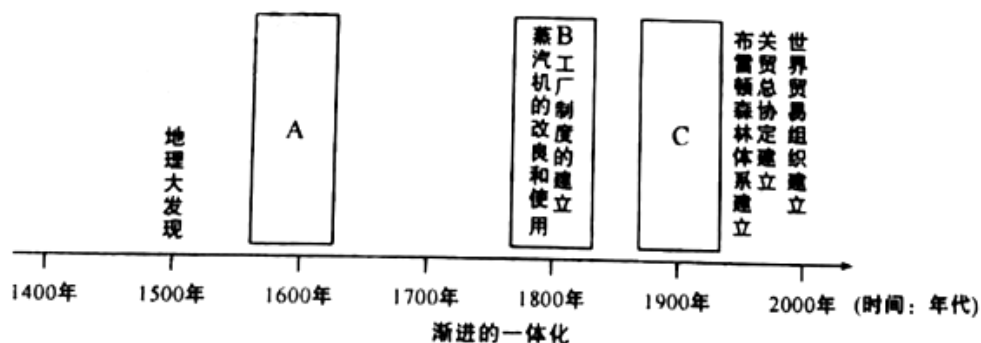 地理大发现
A
B
蒸汽机的改良和使用
工厂制度的建立
C
布雷顿森林体系建立
关贸总协定建立
世界贸易组织建立
1400年 1500年 1600年 1700年 1800年 1900年 2000年 (时间：年代)
渐进的一体化